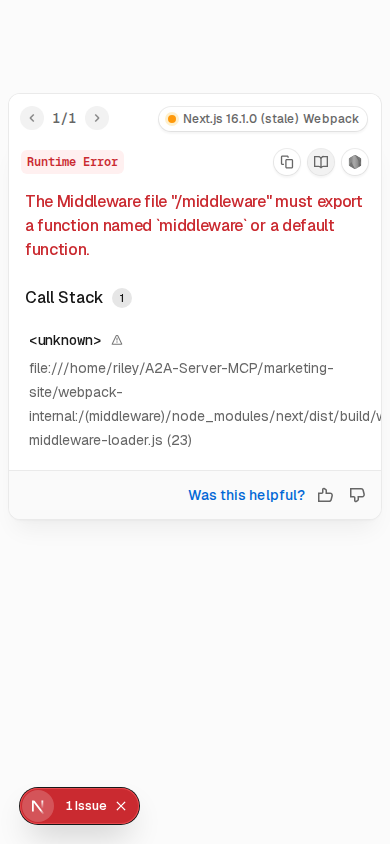 1/1
Next.js 16.1.0 (stale) Webpack
Runtime Error
The Middleware file "/middleware" must export
a function named `middleware` or a default
function.
Call Stack 1
<unknown>
file:///home/riley/A2A-Server-MCP/marketing-
site/webpack-
internal:/(middleware)/node_modules/next/dist/build/
middleware-loader.js (23)
Was this helpful?
N 1 Issue